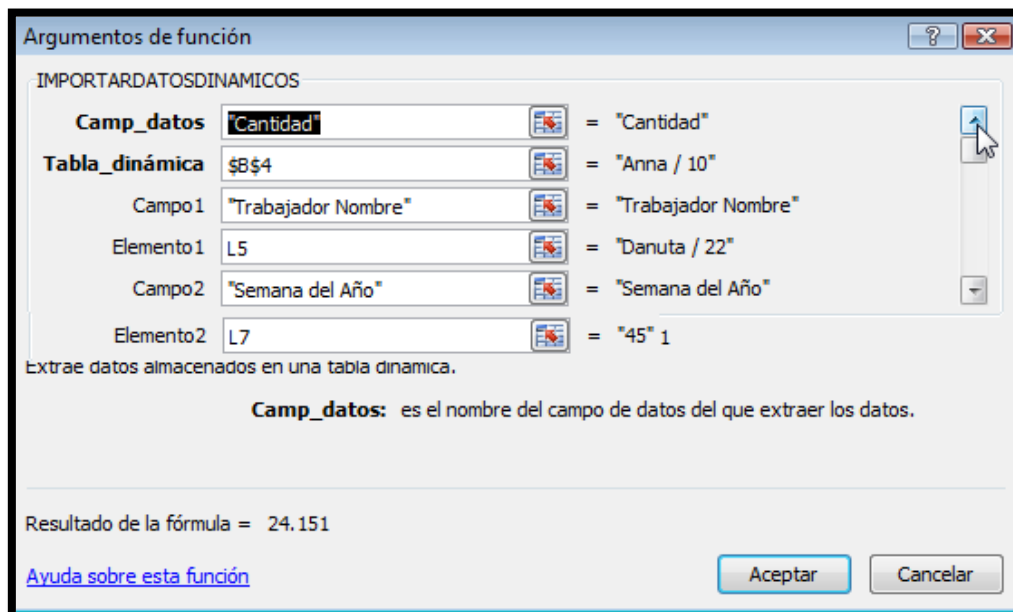 Argumentos de función
IMPORTARDATOSDINAMICOS
Camp_datos "Cantidad" = "Cantidad"
Tabla_dinámica $B$4 = "Anna / 10"
Campo1 "Trabajador Nombre" = "Trabajador Nombre"
Elemento1 L5 = "Danuta / 22"
Campo2 "Semana del Año" = "Semana del Año"
Elemento2 L7 = "45" 1
Extrae datos almacenados en una tabla dinámica.
Camp_datos: es el nombre del campo de datos del que extraer los datos.
Resultado de la fórmula = 24.151
Ayuda sobre esta función Aceptar Cancelar